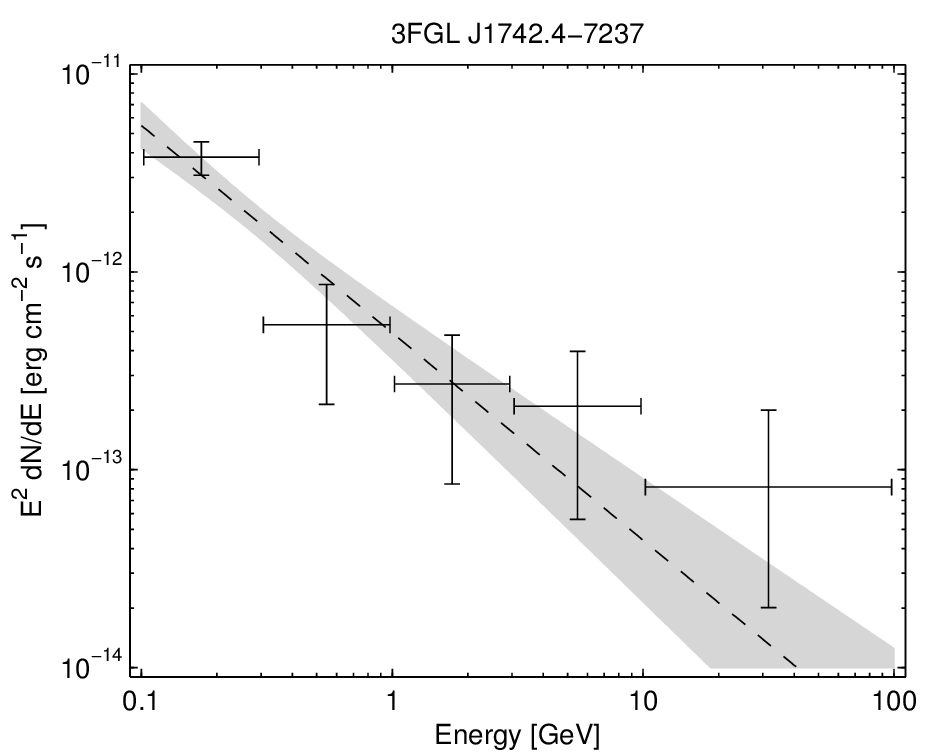 3FGL J1742.4−7237
10⁻¹¹
10⁻¹²
10⁻¹³
10⁻¹⁴
E² dN/dE [erg cm⁻² s⁻¹]
0.1 1 10 100
Energy [GeV]